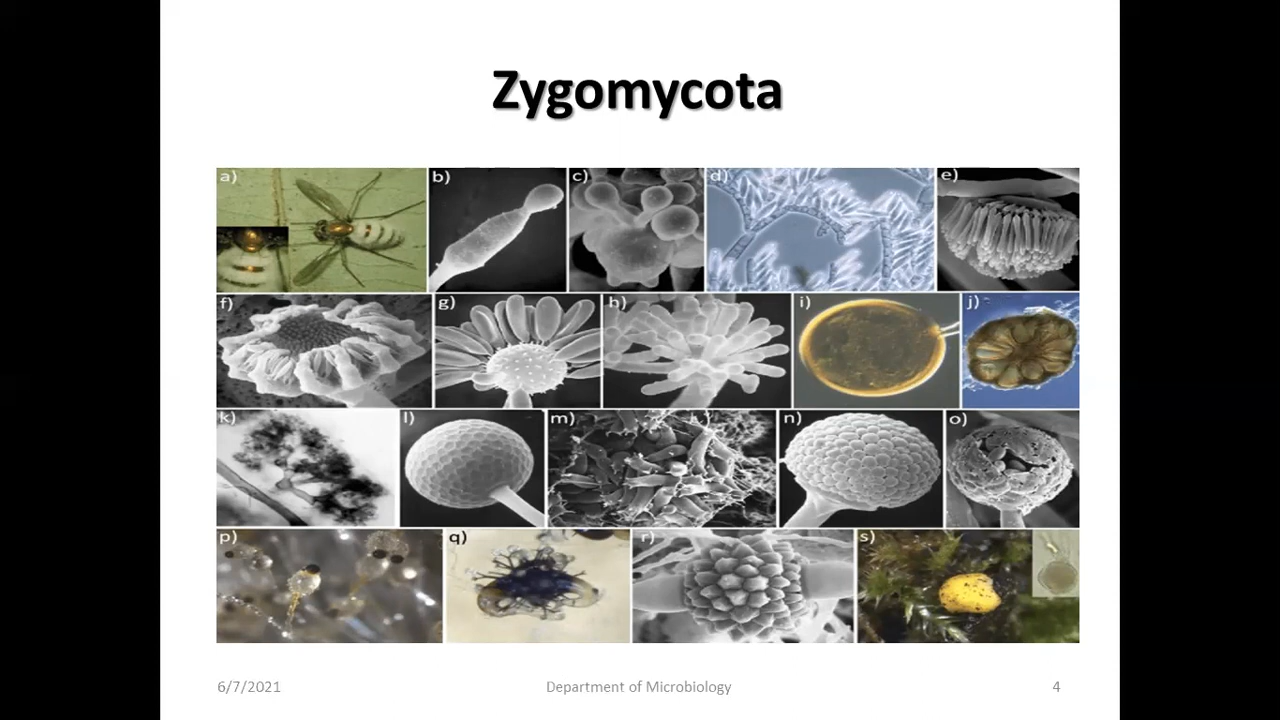 Zygomycota
a) b) c) d) e)
f) g) h) i) j)
k) l) m) n) o)
p) q) r) s)
6/7/2021 Department of Microbiology 4